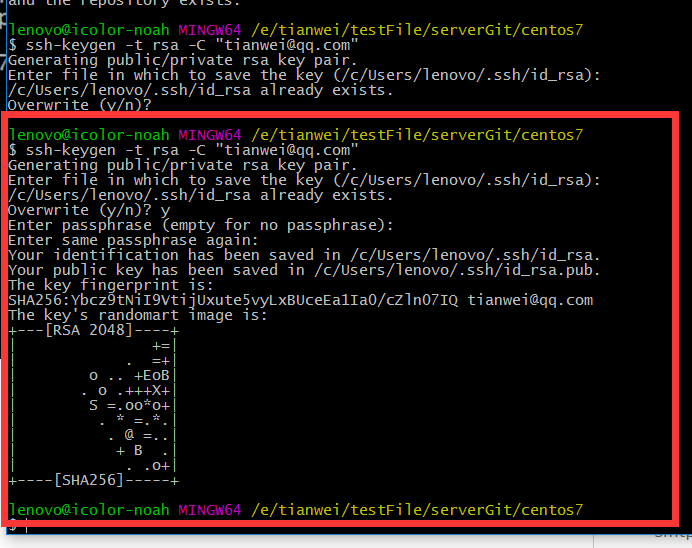 and the repository exists.
lenovo@icolor-noah MINGW64 /e/tianwei/testFile/serverGit/centos7
$ ssh-keygen -t rsa -C "tianwei@qq.com"
Generating public/private rsa key pair.
Enter file in which to save the key (/c/Users/lenovo/.ssh/id_rsa):
/c/Users/lenovo/.ssh/id_rsa already exists.
Overwrite (y/n)?
lenovo@icolor-noah MINGW64 /e/tianwei/testFile/serverGit/centos7
$ ssh-keygen -t rsa -C "tianwei@qq.com"
Generating public/private rsa key pair.
Enter file in which to save the key (/c/Users/lenovo/.ssh/id_rsa):
/c/Users/lenovo/.ssh/id_rsa already exists.
Overwrite (y/n)? y
Enter passphrase (empty for no passphrase):
Enter same passphrase again:
Your identification has been saved in /c/Users/lenovo/.ssh/id_rsa.
Your public key has been saved in /c/Users/lenovo/.ssh/id_rsa.pub.
The key fingerprint is:
SHA256:Ybcz9tNiI9VtijUxute5vyLxBUceEa1Ia0/cZln07IQ tianwei@qq.com
The key's randomart image is:
+---[RSA 2048]----+
|               +=|
|            .  =+|
|        o .. +EoB|
|       . o .+++X+|
|        S =.oo*o+|
|         . * =.*.|
|          . @ =..|
|           + B  .|
|            . .o+|
+----[SHA256]-----+
lenovo@icolor-noah MINGW64 /e/tianwei/testFile/serverGit/centos7
$